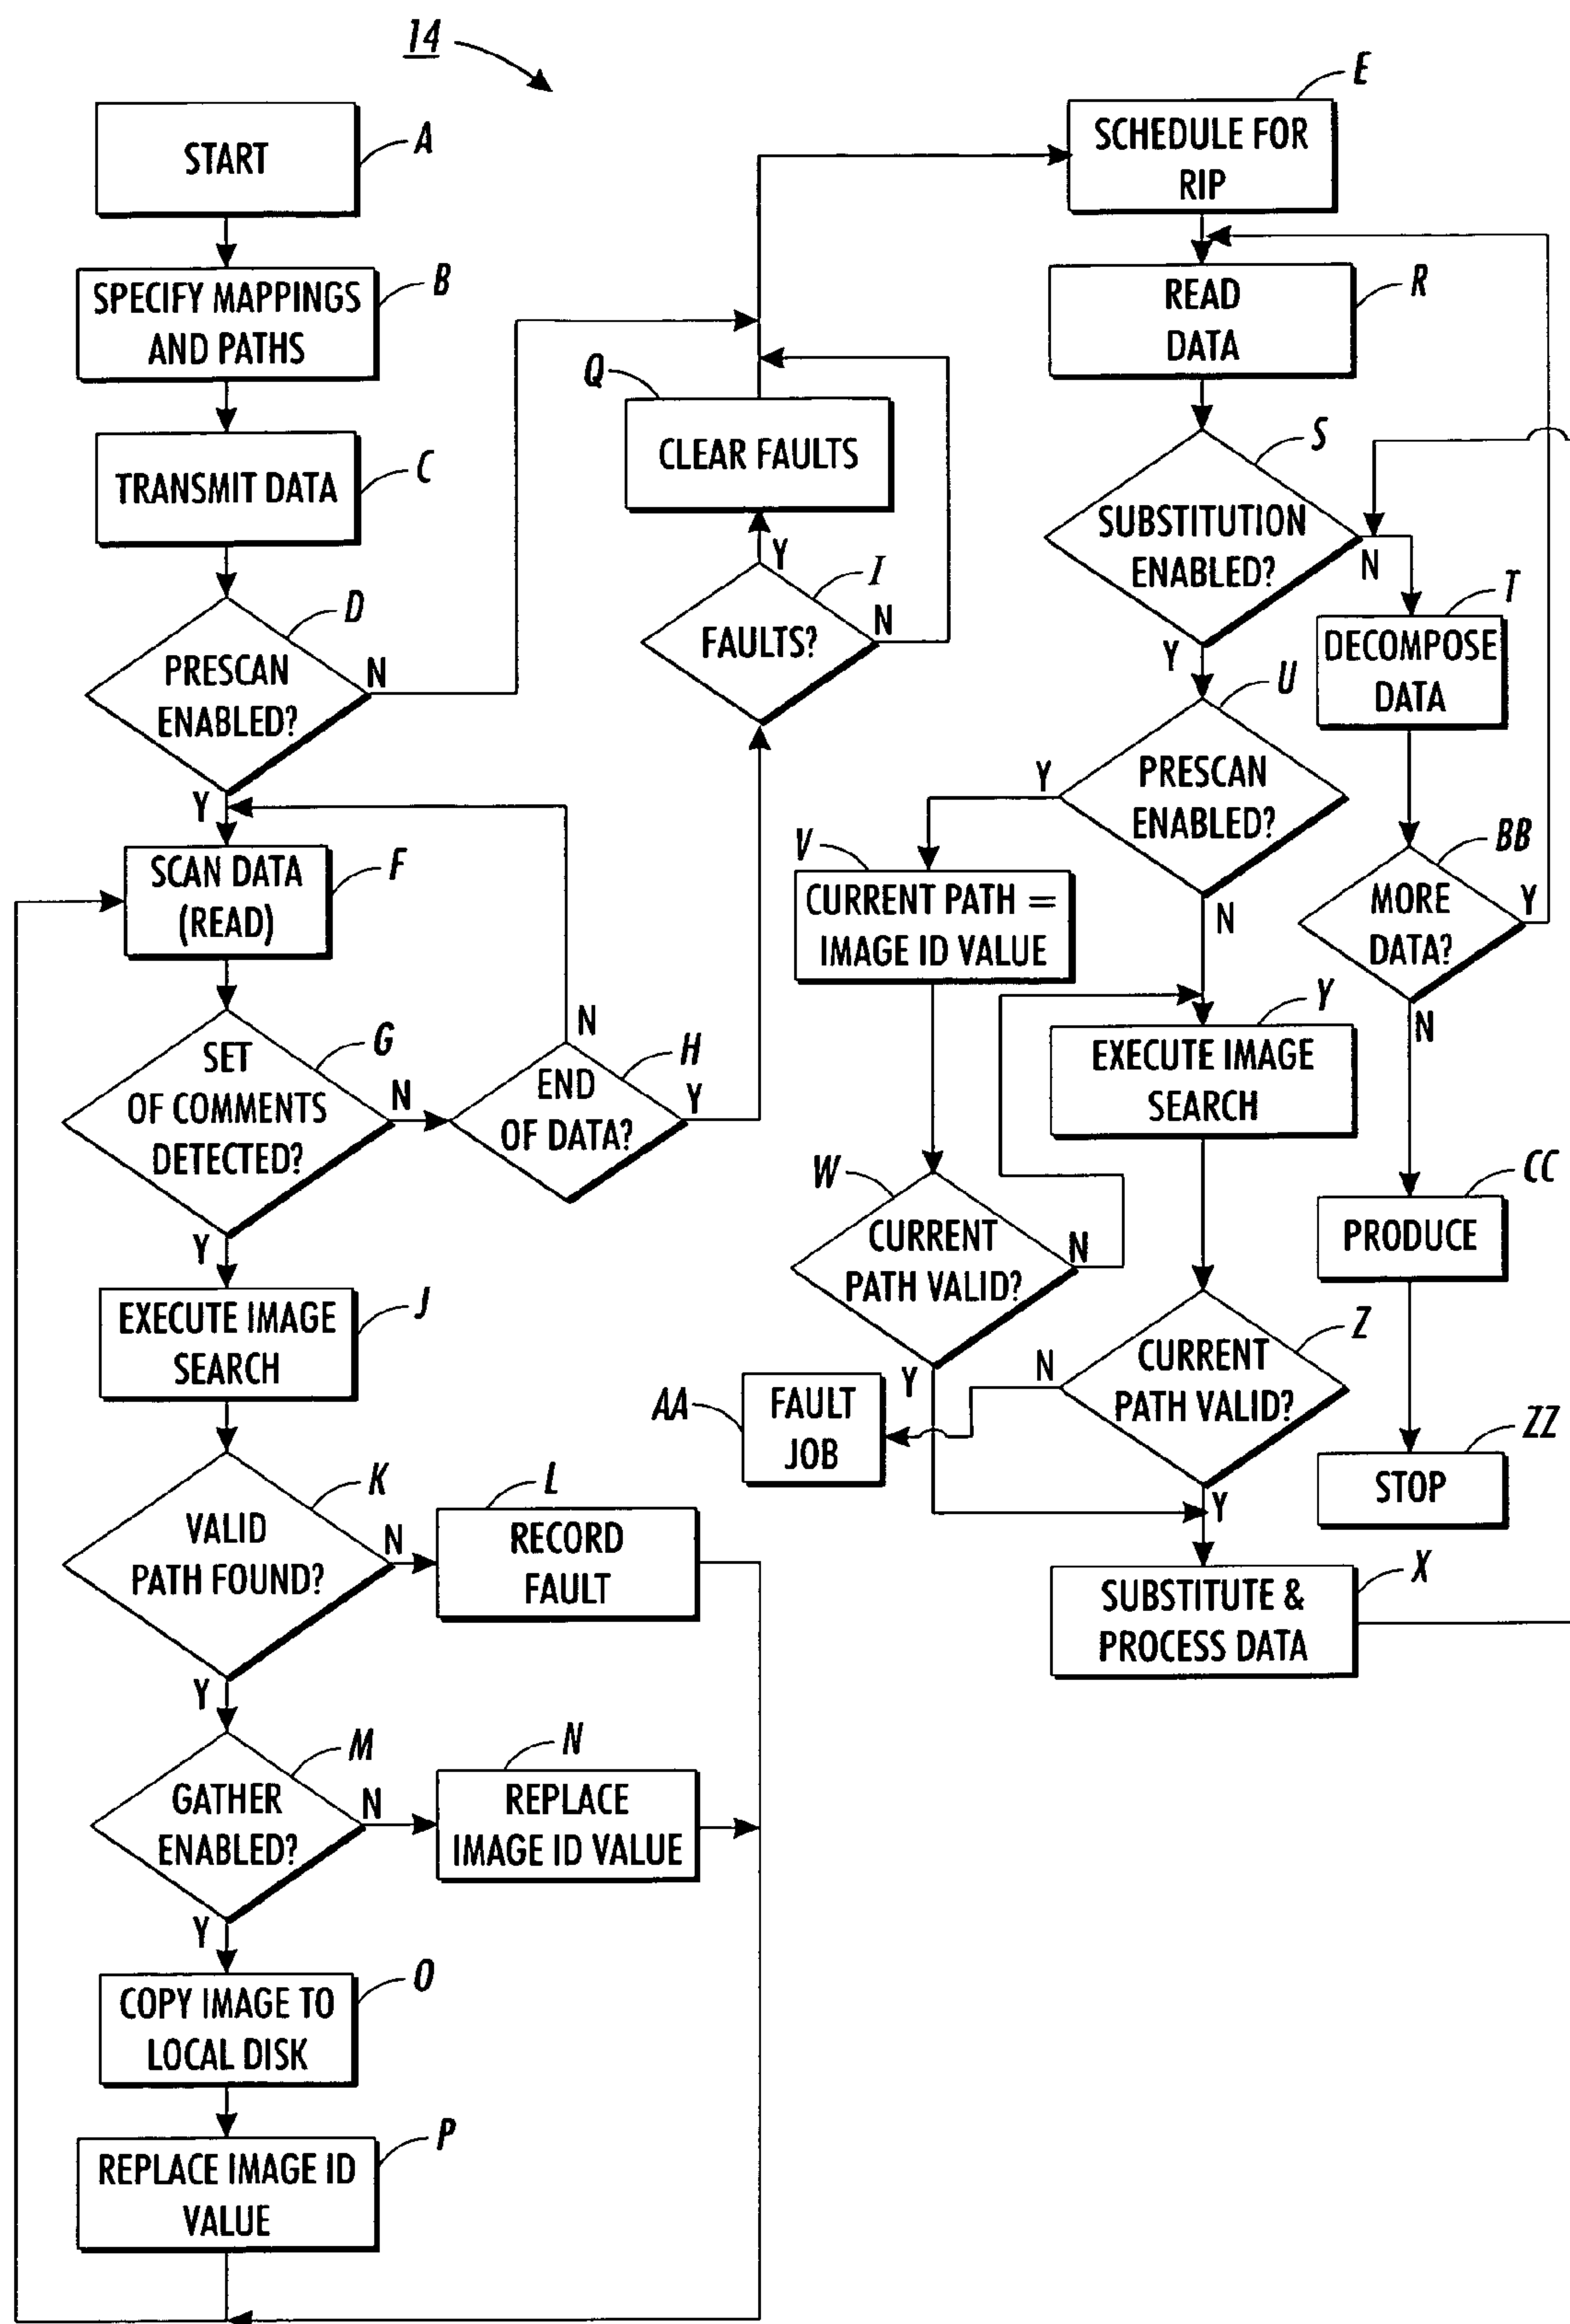 14
START
A
SPECIFY MAPPINGS
AND PATHS
B
TRANSMIT DATA
C
PRESCAN
ENABLED?
D
N
Y
SCAN DATA
(READ)
F
SET
OF COMMENTS
DETECTED?
G
N
Y
END
OF DATA?
H
N
Y
EXECUTE IMAGE
SEARCH
J
VALID
PATH FOUND?
K
N
Y
RECORD
FAULT
L
GATHER
ENABLED?
M
N
Y
REPLACE
IMAGE ID VALUE
N
COPY IMAGE TO
LOCAL DISK
O
REPLACE IMAGE ID
VALUE
P
Q
CLEAR FAULTS
Y
FAULTS?
I
N
SCHEDULE FOR
RIP
E
READ
DATA
R
SUBSTITUTION
ENABLED?
S
N
Y
DECOMPOSE
DATA
T
PRESCAN
ENABLED?
U
Y
N
V
CURRENT PATH =
IMAGE ID VALUE
MORE
DATA?
BB
Y
N
EXECUTE IMAGE
SEARCH
Y
W
CURRENT
PATH VALID?
N
Y
CURRENT
PATH VALID?
Z
N
Y
AA
FAULT
JOB
PRODUCE
CC
STOP
ZZ
SUBSTITUTE &
PROCESS DATA
X